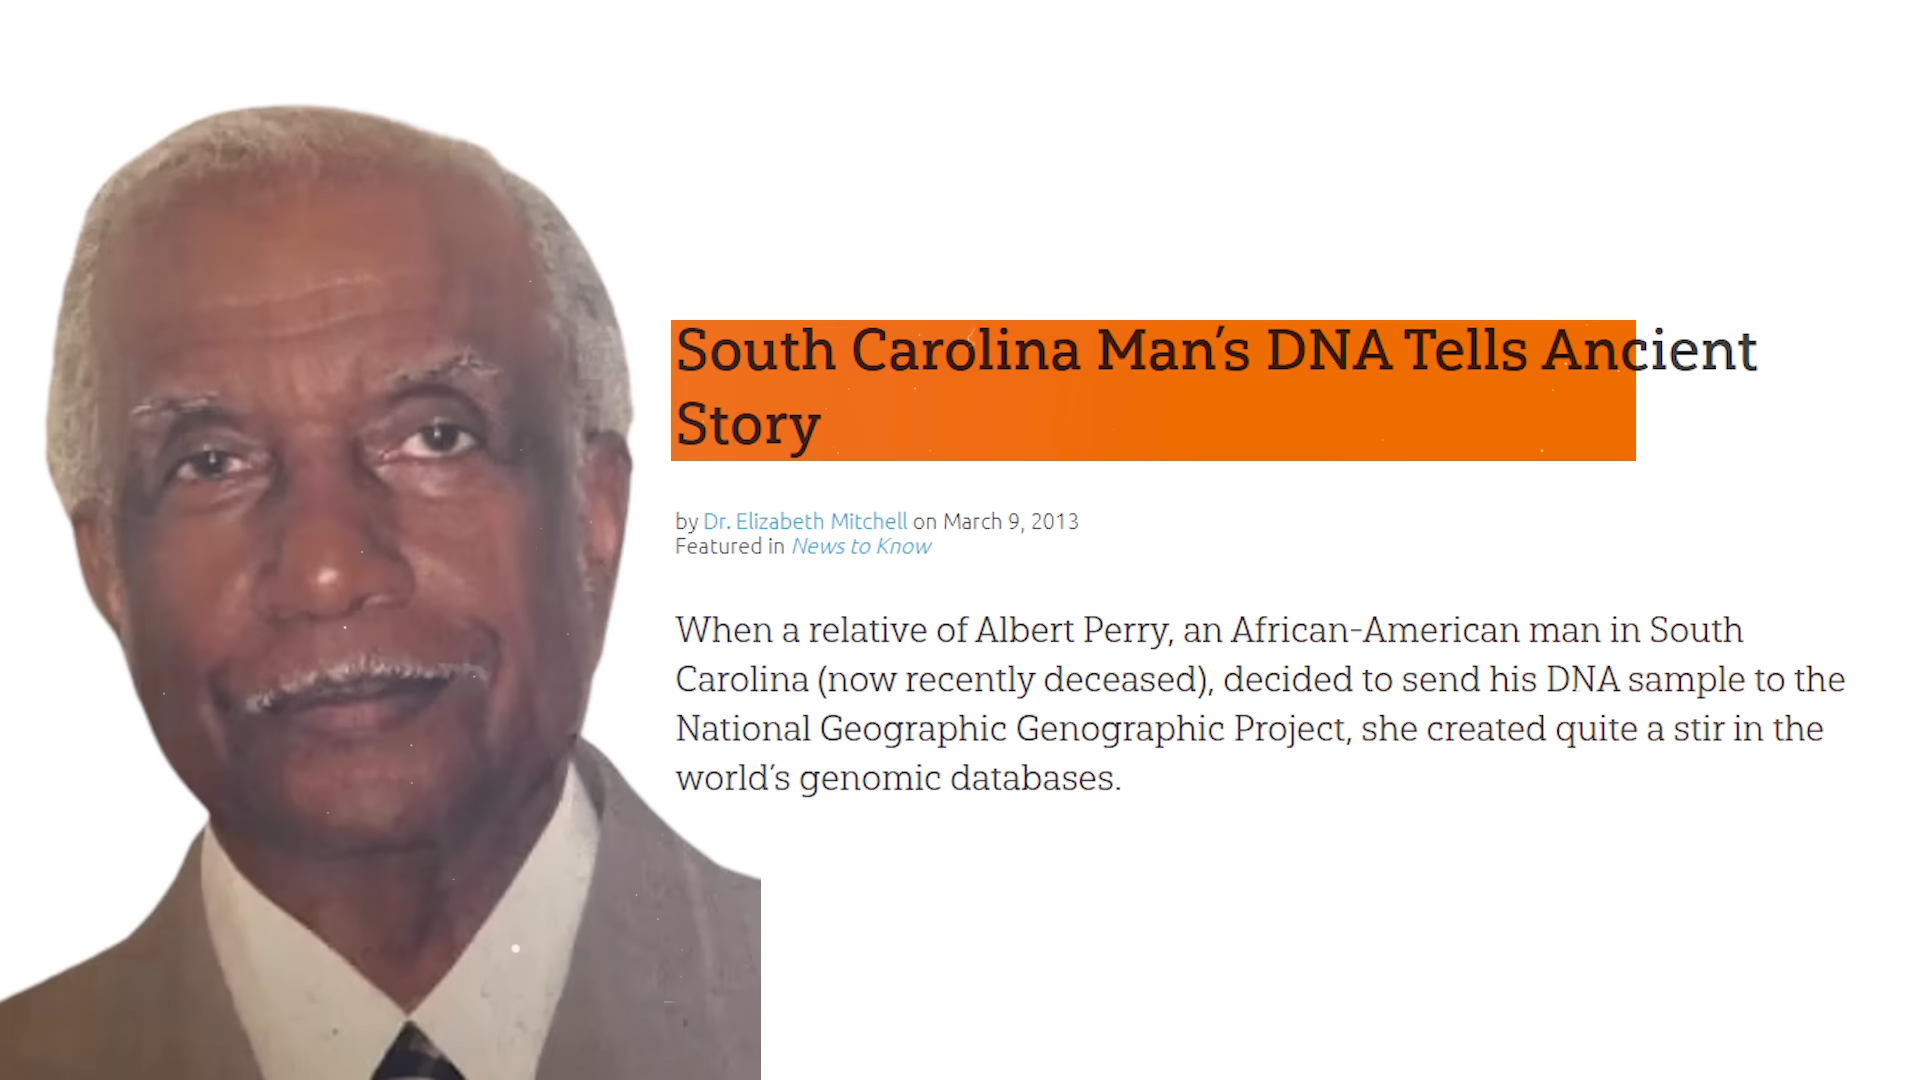 South Carolina Man's DNA Tells Ancient
Story
by Dr. Elizabeth Mitchell on March 9, 2013
Featured in News to Know
When a relative of Albert Perry, an African-American man in South
Carolina (now recently deceased), decided to send his DNA sample to the
National Geographic Genographic Project, she created quite a stir in the
world's genomic databases.